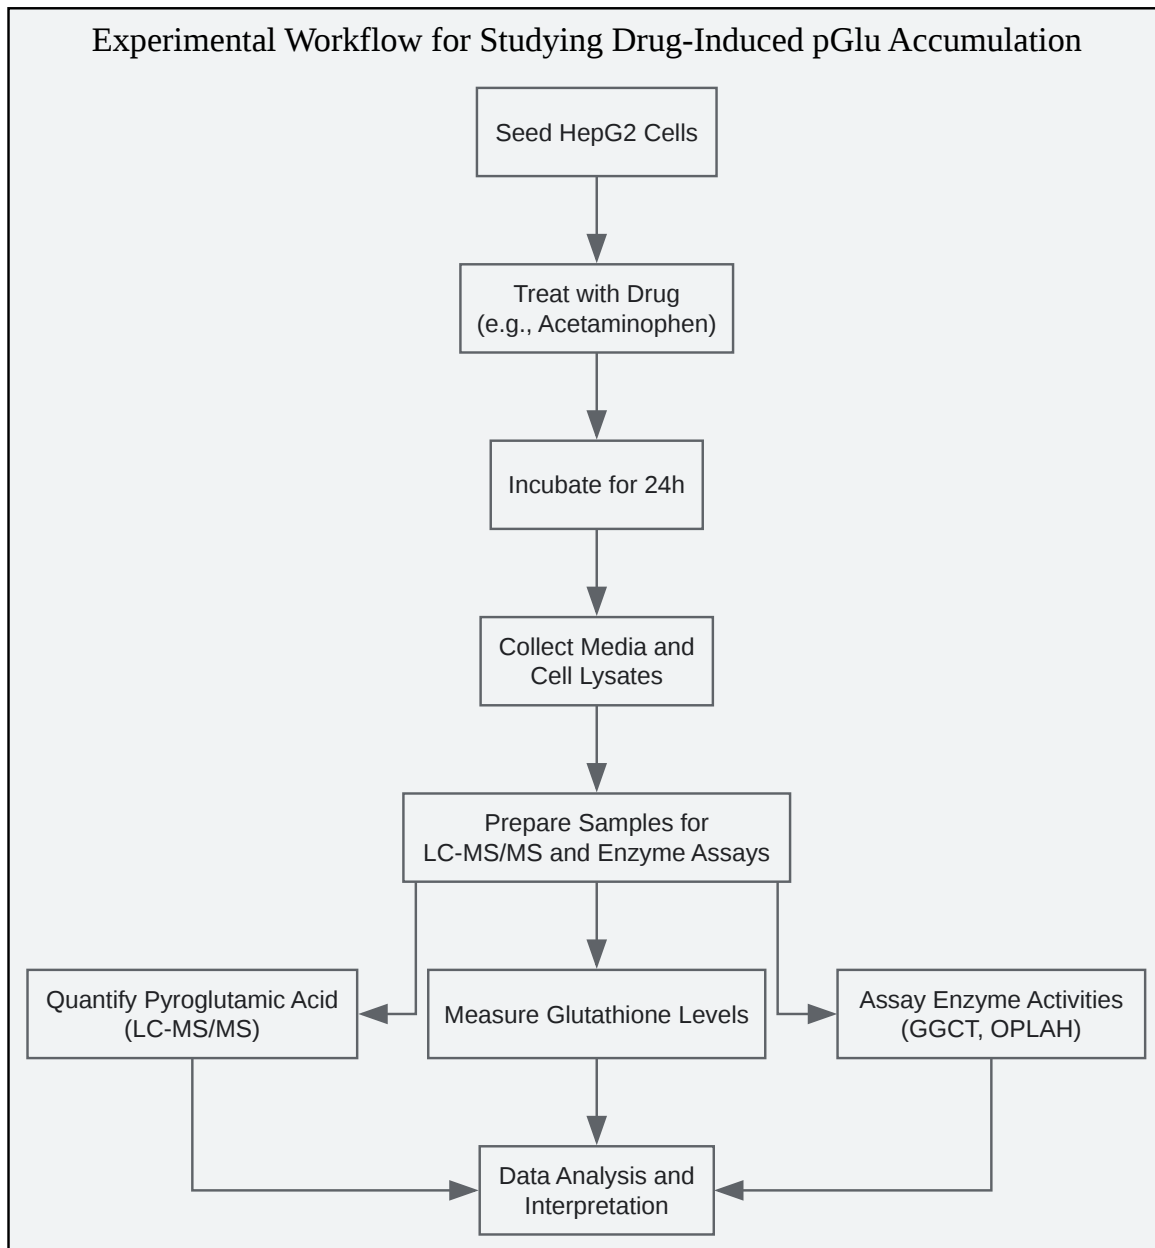 Experimental Workflow for Studying Drug-Induced pGlu Accumulation
Seed HepG2 Cells
Treat with Drug
(e.g., Acetaminophen)
Incubate for 24h
Collect Media and
Cell Lysates
Prepare Samples for
LC-MS/MS and Enzyme Assays
Quantify Pyroglutamic Acid
(LC-MS/MS)
Measure Glutathione Levels
Assay Enzyme Activities
(GGCT, OPLAH)
Data Analysis and
Interpretation